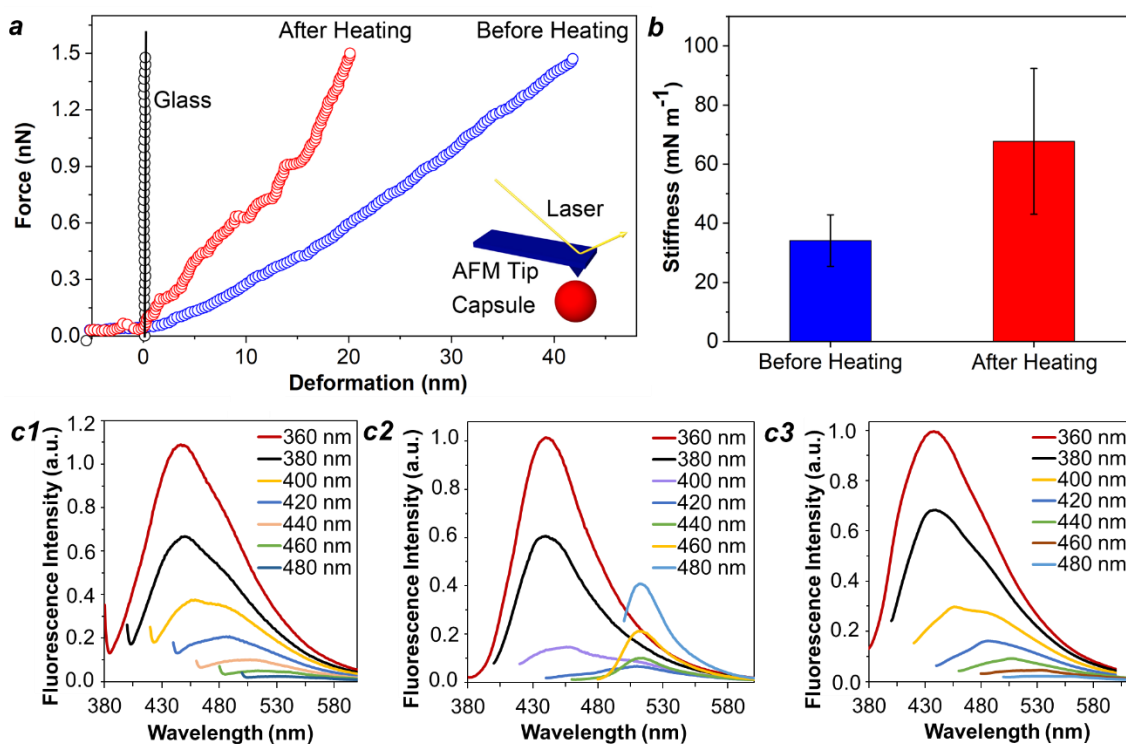 a
After Heating
Before Heating
Glass
Laser
AFM Tip
Capsule
1.5
1.2
0.9
0.6
0.3
0.0
Force (nN)
0
10
20
30
40
Deformation (nm)
b
100
80
60
40
20
0
Stiffness (mN m⁻¹)
Before Heating
After Heating
c1
1.2
1.0
0.8
0.6
0.4
0.2
0.0
Fluorescence Intensity (a.u.)
360 nm
380 nm
400 nm
420 nm
440 nm
460 nm
480 nm
380
430
480
530
580
Wavelength (nm)
c2
1.0
0.8
0.6
0.4
0.2
0.0
Fluorescence Intensity (a.u.)
360 nm
380 nm
400 nm
420 nm
440 nm
460 nm
480 nm
380
430
480
530
580
Wavelength (nm)
c3
1.0
0.8
0.6
0.4
0.2
0.0
Fluorescence Intensity (a.u.)
360 nm
380 nm
400 nm
420 nm
440 nm
460 nm
480 nm
380
430
480
530
580
Wavelength (nm)